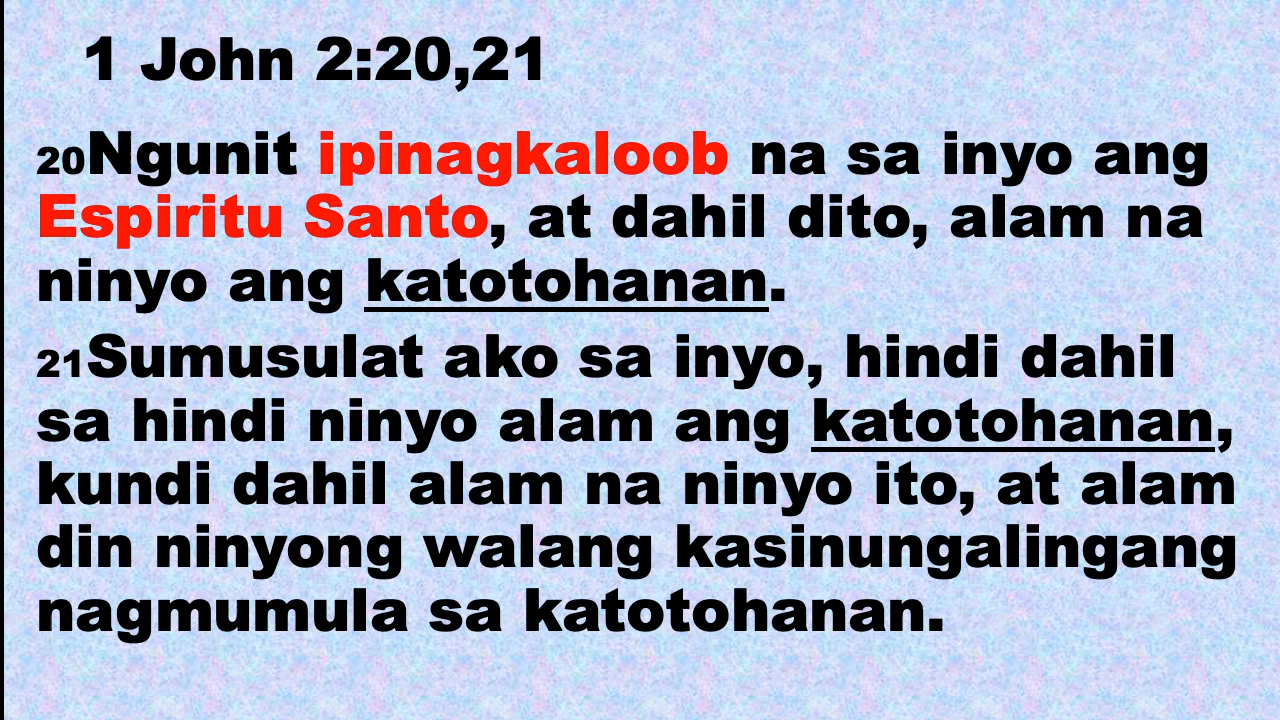 1 John 2:20,21
20Ngunit ipinagkaloob na sa inyo ang
Espiritu Santo, at dahil dito, alam na
ninyo ang katotohanan.
21Sumusulat ako sa inyo, hindi dahil
sa hindi ninyo alam ang katotohanan,
kundi dahil alam na ninyo ito, at alam
din ninyong walang kasinungalingang
nagmumula sa katotohanan.